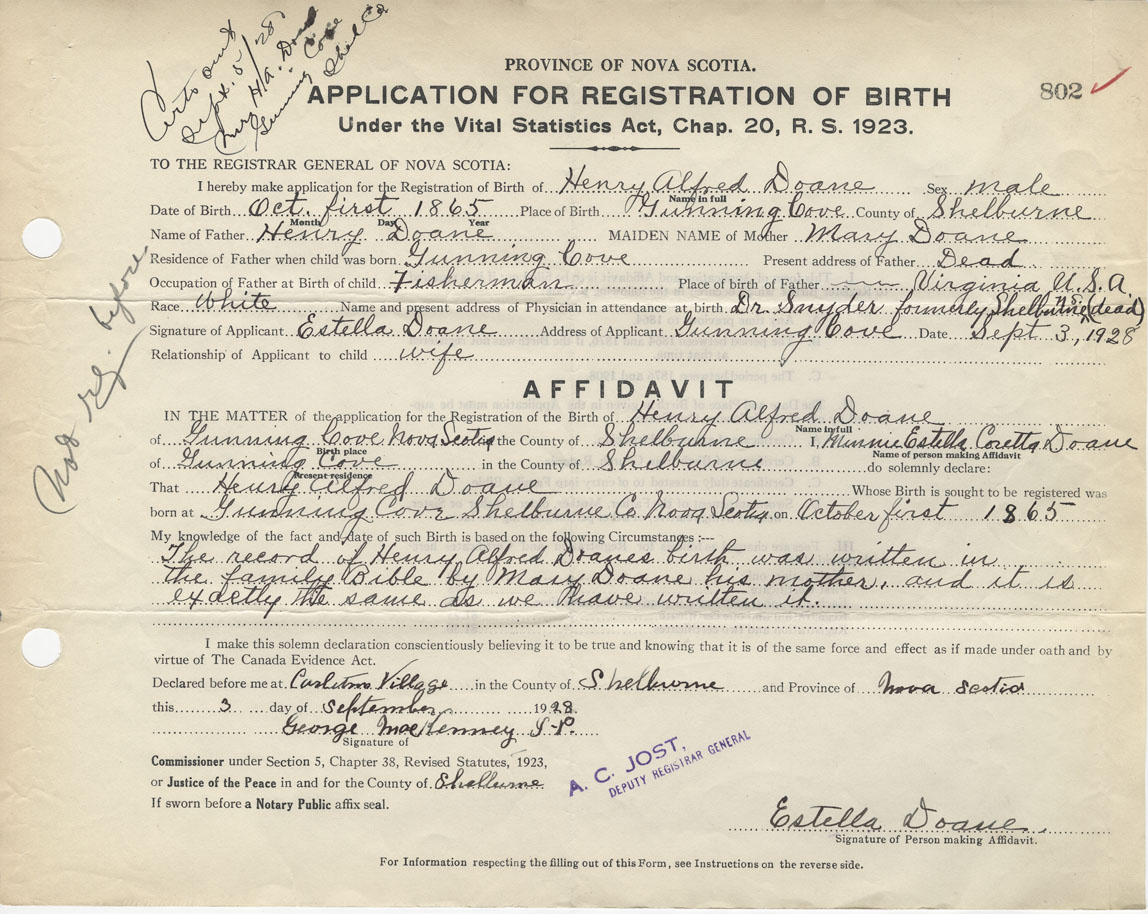 Certs out
Sept. 5/28
Mrs H.A. Doane
Gunning Cove
Shel Co
PROVINCE OF NOVA SCOTIA.
802
APPLICATION FOR REGISTRATION OF BIRTH
Under the Vital Statistics Act, Chap. 20, R. S. 1923.
TO THE REGISTRAR GENERAL OF NOVA SCOTIA:
I hereby make application for the Registration of Birth of Henry Alfred Doane Sex male
Name in full
Date of Birth Oct. first 1865 Place of Birth Gunning Cove County of Shelburne
Month Day Year
Name of Father Henry Doane MAIDEN NAME of Mother Mary Doane
Residence of Father when child was born Gunning Cove Present address of Father Dead
Occupation of Father at Birth of child Fisherman Place of birth of Father Virginia U.S.A.
Race White Name and present address of Physician in attendance at birth Dr. Snyder formerly Shelburne N.S. (dead)
Signature of Applicant Estella Doane Address of Applicant Gunning Cove Date Sept 3, 1928
Relationship of Applicant to child wife
Not reg. before
AFFIDAVIT
IN THE MATTER of the application for the Registration of the Birth of Henry Alfred Doane
Name in full
of Gunning Cove Nova Scotia the County of Shelburne I, Minnie Estella Coretta Doane
Birth place Name of person making Affidavit
of Gunning Cove in the County of Shelburne do solemnly declare:
Present residence
That Henry Alfred Doane Whose Birth is sought to be registered was
born at Gunning Cove Shelburne Co Nova Scotia on October first 1865
My knowledge of the fact and date of such Birth is based on the following Circumstances :--
The record of Henry Alfred Doanes birth was written in
the family Bible by Mary Doane his mother. and it is
exactly the same as we have written it.
I make this solemn declaration conscientiously believing it to be true and knowing that it is of the same force and effect as if made under oath and by
virtue of The Canada Evidence Act.
Declared before me at Carleton Village in the County of Shelburne and Province of Nova Scotia
this 3 day of September 1928
George MacKenney J.P.
Signature of
Commissioner under Section 5, Chapter 38, Revised Statutes, 1923,
or Justice of the Peace in and for the County of Shelburne
If sworn before a Notary Public affix seal.
A. C. JOST,
DEPUTY REGISTRAR GENERAL
Estella Doane.
Signature of Person making Affidavit.
For Information respecting the filling out of this Form, see Instructions on the reverse side.